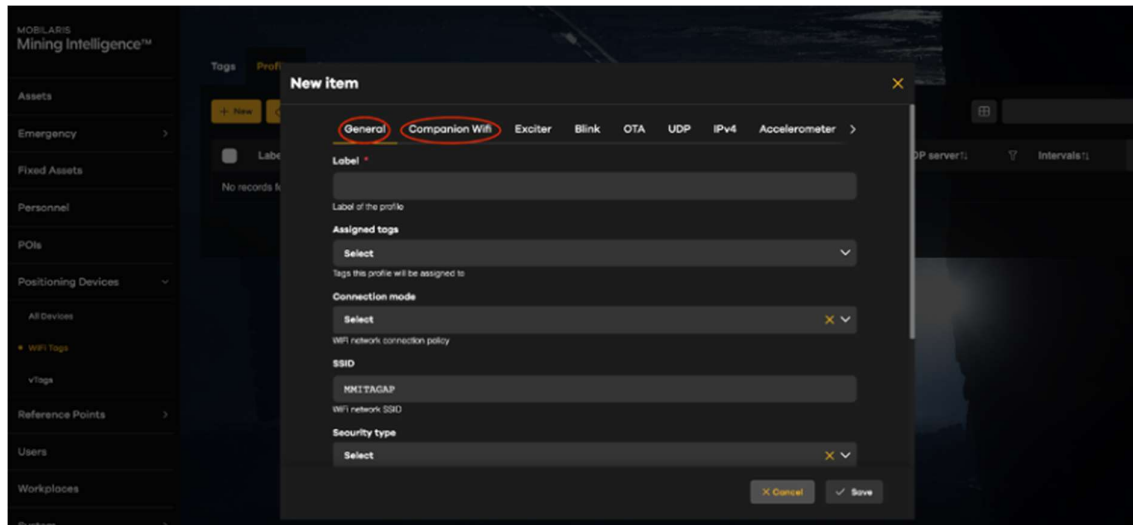 MOBILARIS
Mining Intelligence™
Assets
Emergency
Fixed Assets
Personnel
POIs
Positioning Devices
All Devices
WiFi Tags
vTags
Reference Points
Users
Workplaces
System
Tags
New
No records
Intervals
New item
General Companion Wifi Exciter Blink OTA UDP IPv4 Accelerometer
Label *
Label of the profile
Assigned tags
Select
Tags this profile will be assigned to
Connection mode
Select
WiFi network connection policy
SSID
MMITAGAP
WiFi network SSID
Security type
Select
Cancel Save